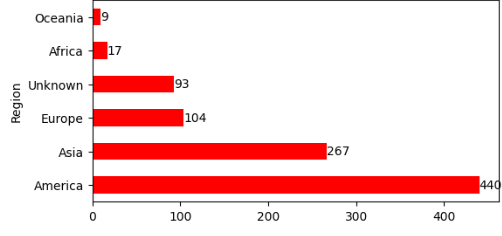 Oceania 9
Africa 17
Unknown 93
Europe 104
Asia 267
America 440
0 100 200 300 400
Region